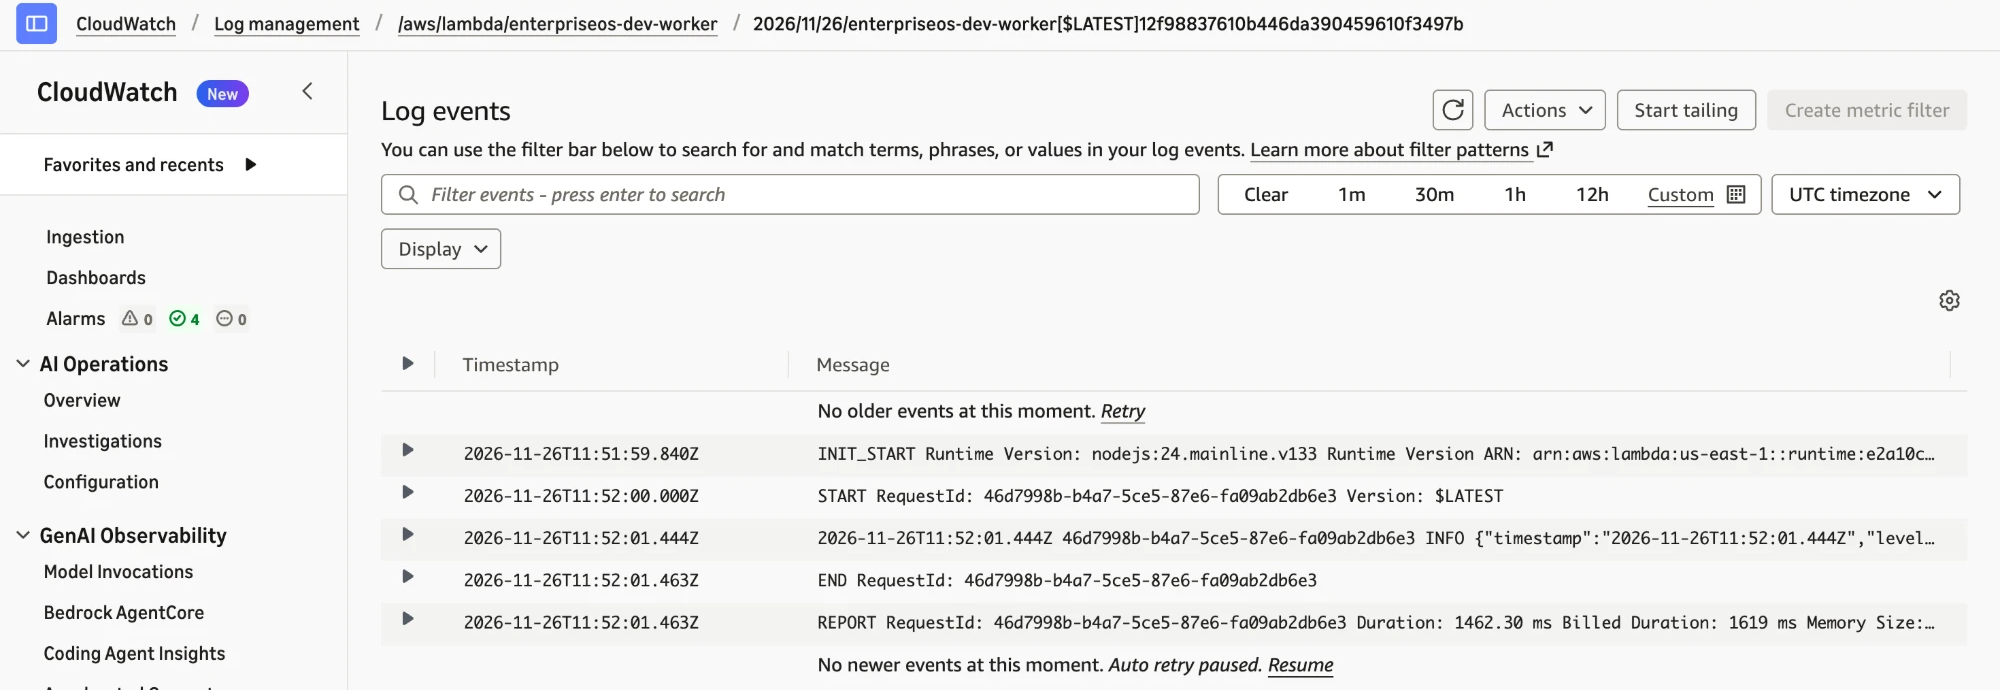 CloudWatch / Log management / /aws/lambda/enterpriseos-dev-worker / 2026/11/26/enterpriseos-dev-worker[$LATEST]12f98837610b446da390459610f3497b
CloudWatch New
Favorites and recents
Ingestion
Dashboards
Alarms 0 4 0
AI Operations
Overview
Investigations
Configuration
GenAI Observability
Model Invocations
Bedrock AgentCore
Coding Agent Insights
Log events
Actions Start tailing Create metric filter
You can use the filter bar below to search for and match terms, phrases, or values in your log events. Learn more about filter patterns
Filter events - press enter to search
Clear 1m 30m 1h 12h Custom UTC timezone
Display
Timestamp Message
No older events at this moment. Retry
2026-11-26T11:51:59.840Z INIT_START Runtime Version: nodejs:24.mainline.v133 Runtime Version ARN: arn:aws:lambda:us-east-1::runtime:e2a10c…
2026-11-26T11:52:00.000Z START RequestId: 46d7998b-b4a7-5ce5-87e6-fa09ab2db6e3 Version: $LATEST
2026-11-26T11:52:01.444Z 2026-11-26T11:52:01.444Z 46d7998b-b4a7-5ce5-87e6-fa09ab2db6e3 INFO {"timestamp":"2026-11-26T11:52:01.444Z","level…
2026-11-26T11:52:01.463Z END RequestId: 46d7998b-b4a7-5ce5-87e6-fa09ab2db6e3
2026-11-26T11:52:01.463Z REPORT RequestId: 46d7998b-b4a7-5ce5-87e6-fa09ab2db6e3 Duration: 1462.30 ms Billed Duration: 1619 ms Memory Size:…
No newer events at this moment. Auto retry paused. Resume